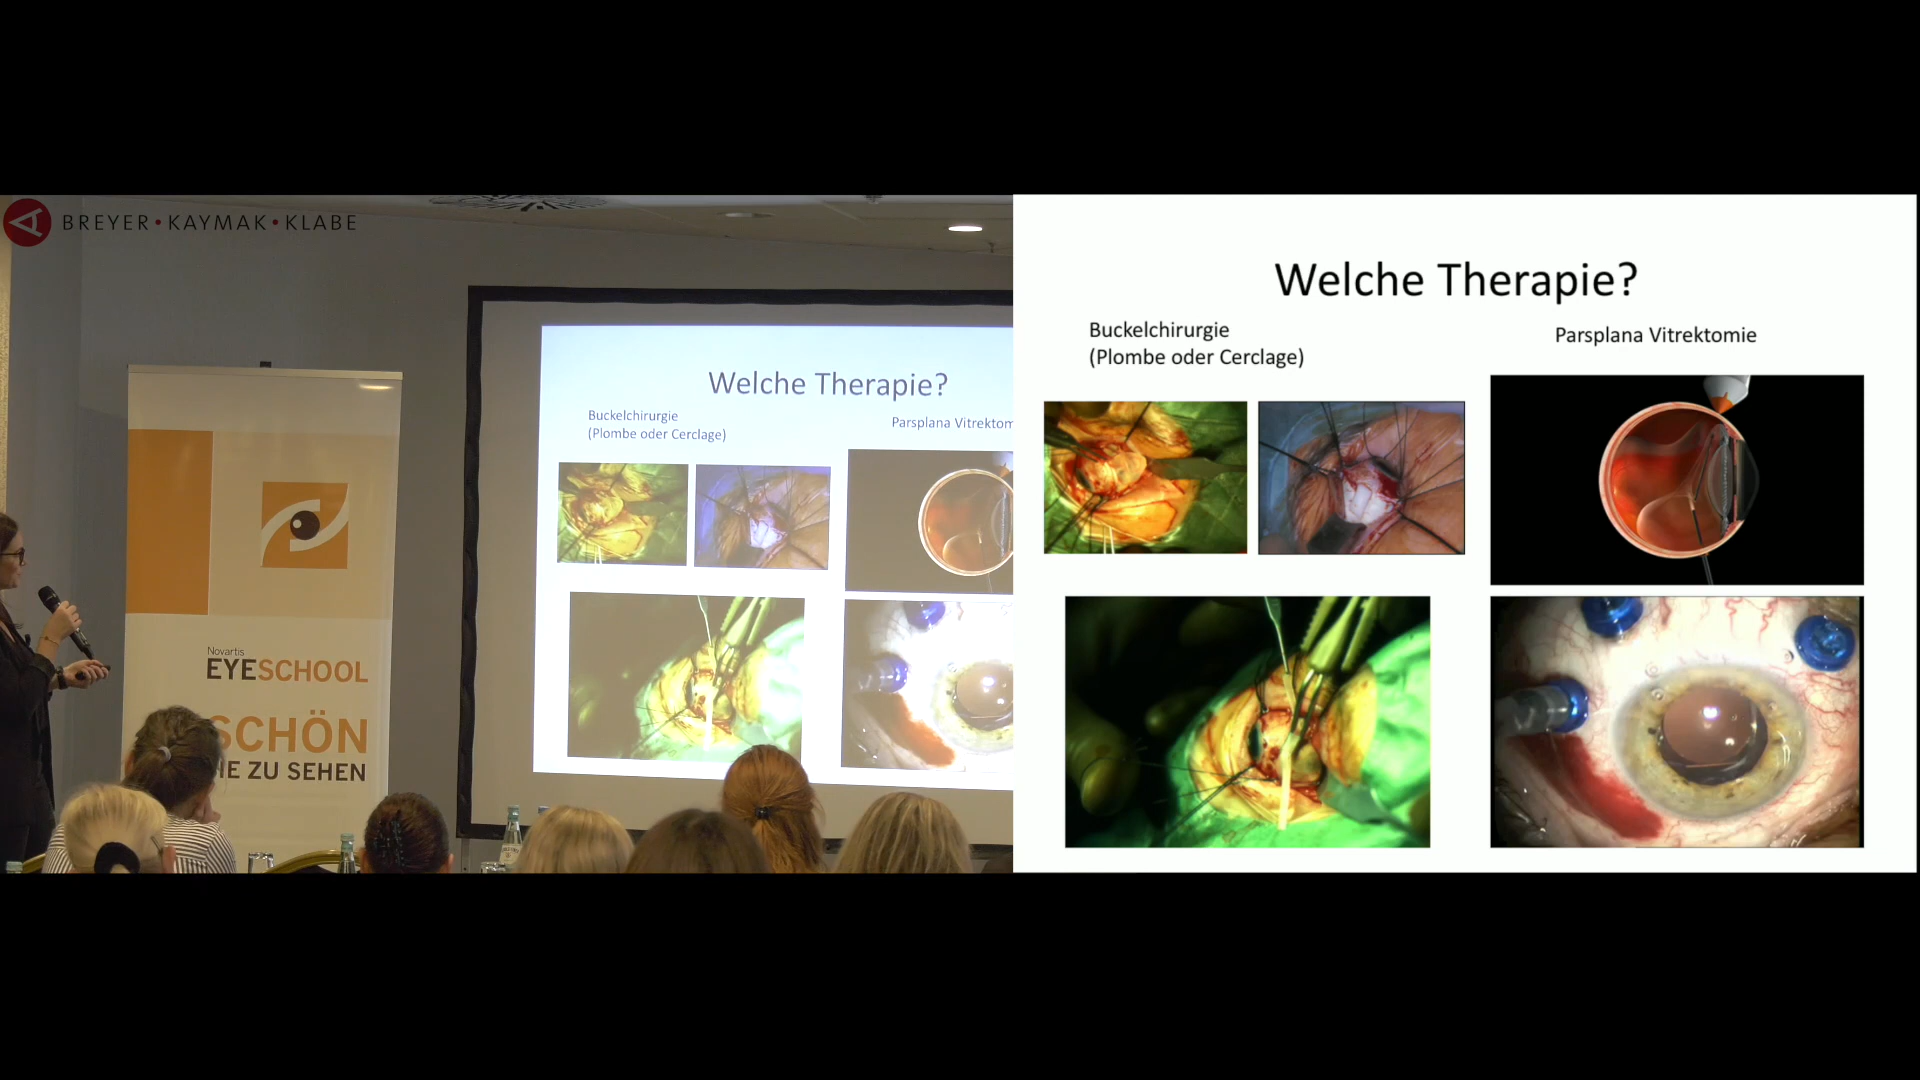 BREYER•KAYMAK•KLABE
Novartis
EYESCHOOL
SCHÖN
HE ZU SEHEN
Welche Therapie?
Buckelchirurgie
(Plombe oder Cerclage)
Parsplana Vitrektom
Welche Therapie?
Buckelchirurgie
(Plombe oder Cerclage)
Parsplana Vitrektomie